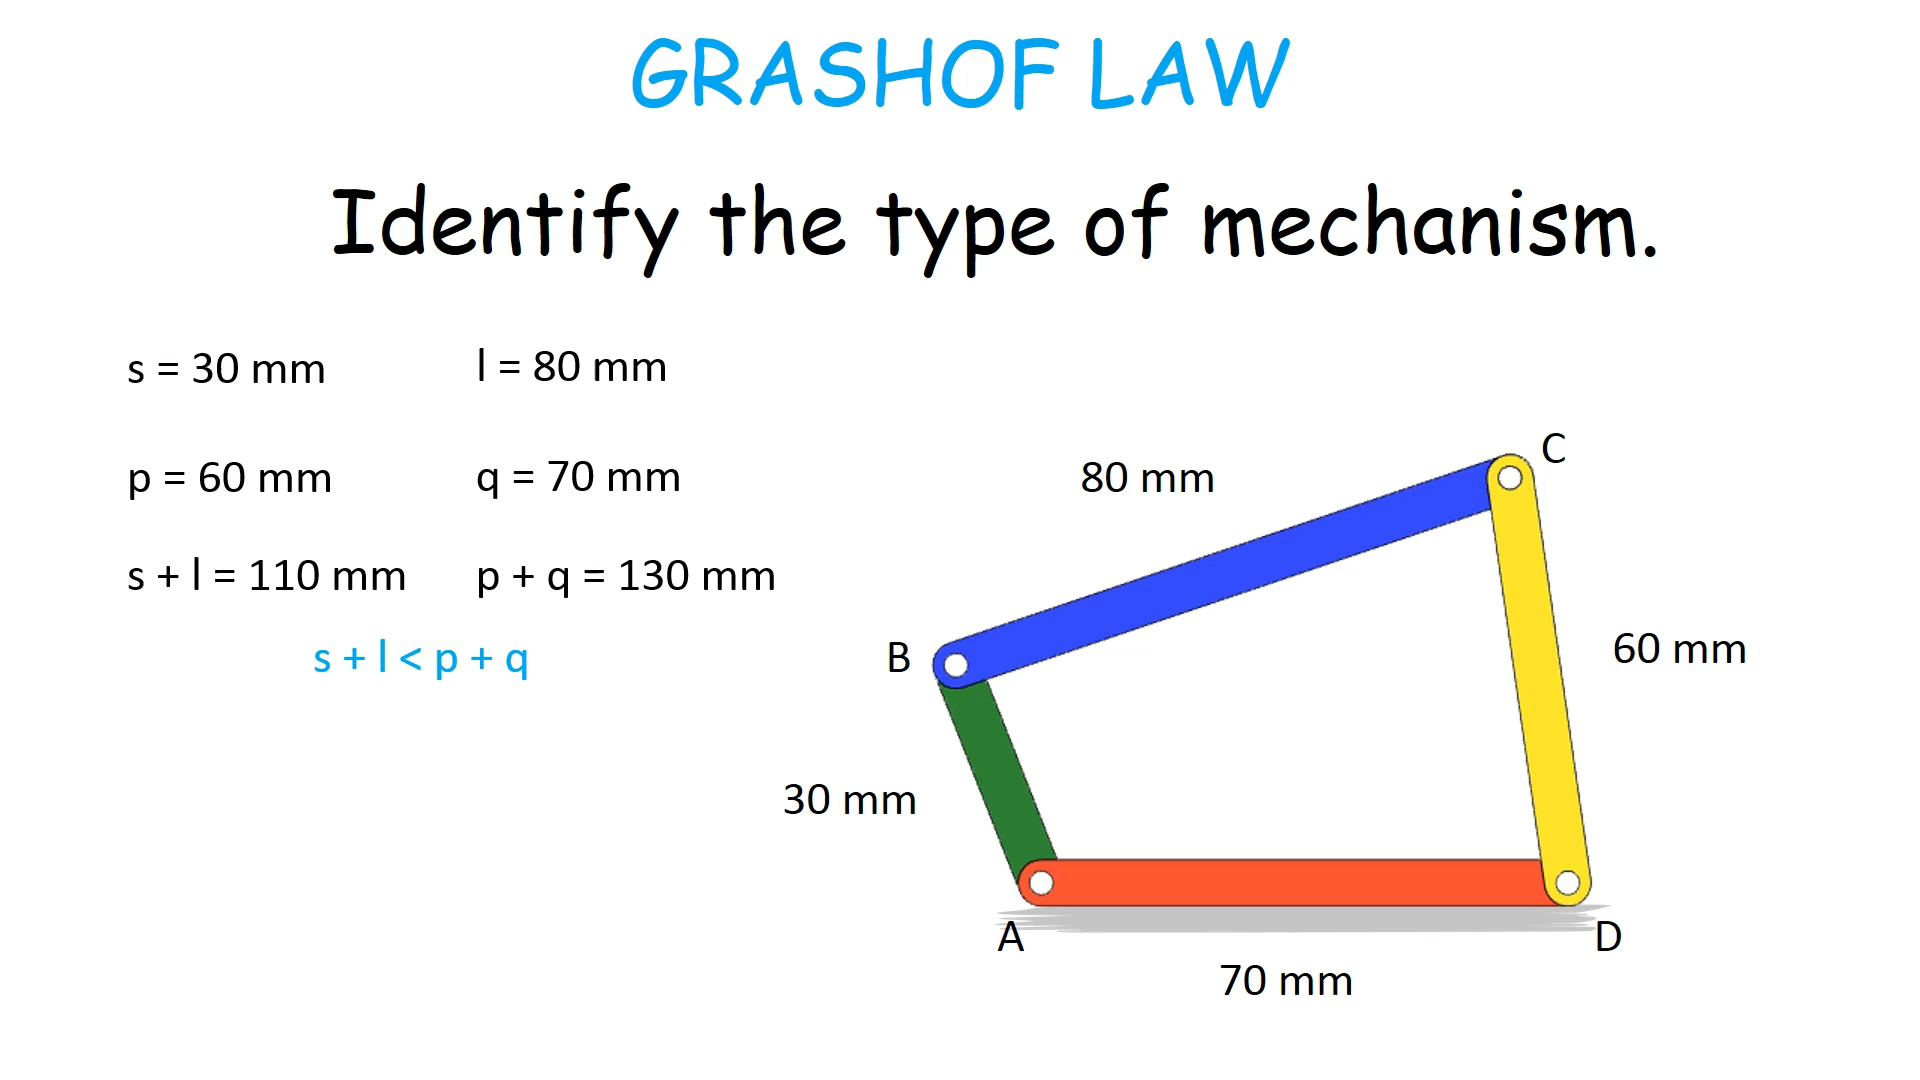 GRASHOF LAW
Identify the type of mechanism.
s = 30 mm
l = 80 mm
p = 60 mm
q = 70 mm
s + l = 110 mm
p + q = 130 mm
s + l < p + q
C
80 mm
B
60 mm
30 mm
A
D
70 mm